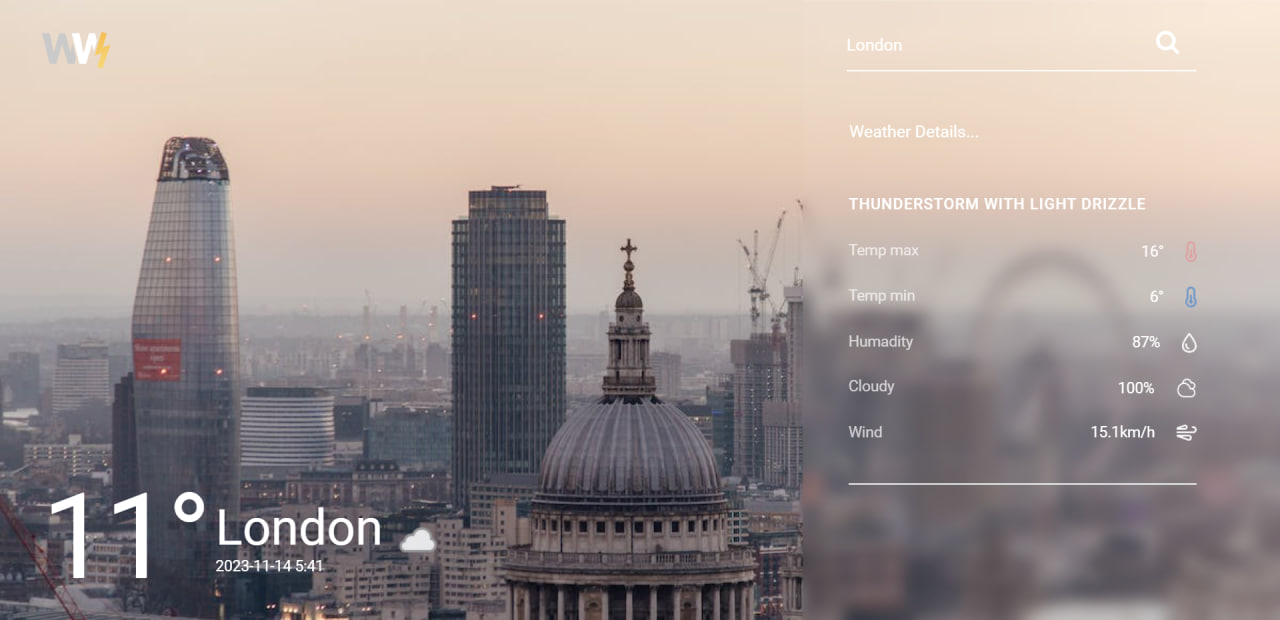 WW
London
Weather Details...
THUNDERSTORM WITH LIGHT DRIZZLE
Temp max 16°
Temp min 6°
Humadity 87%
Cloudy 100%
Wind 15.1km/h
11° London
2023-11-14 5:41